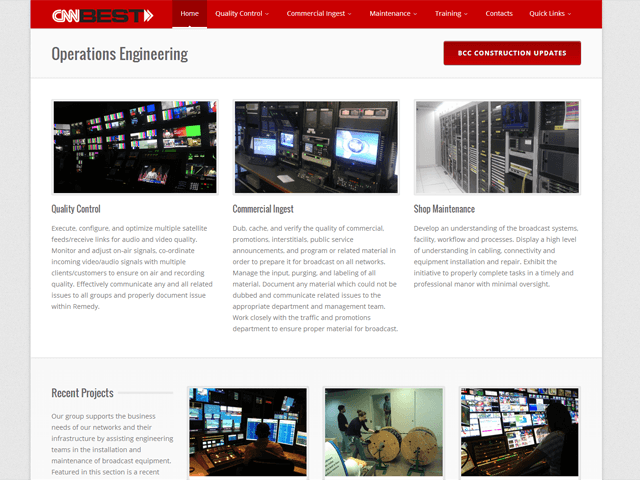 CNN BEST
Home Quality Control Commercial Ingest Maintenance Training Contacts Quick Links
Operations Engineering
BCC CONSTRUCTION UPDATES
Quality Control
Execute, configure, and optimize multiple satellite
feeds/receive links for audio and video quality.
Monitor and adjust on-air signals, co-ordinate
incoming video/audio signals with multiple
clients/customers to ensure on air and recording
quality. Effectively communicate any and all related
issues to all groups and properly document issue
within Remedy.
Commercial Ingest
Dub, cache, and verify the quality of commercial,
promotions, interstitials, public service
announcements, and program or related material in
order to prepare it for broadcast on all networks.
Manage the input, purging, and labeling of all
material. Document any material which could not be
dubbed and communicate related issues to the
appropriate department and management team.
Work closely with the traffic and promotions
department to ensure proper material for broadcast.
Shop Maintenance
Develop an understanding of the broadcast systems,
facility, workflow and processes. Display a high level
of understanding in cabling, connectivity and
equipment installation and repair. Exhibit the
initiative to properly complete tasks in a timely and
professional manor with minimal oversight.
Recent Projects
Our group supports the business
needs of our networks and their
infrastructure by assisting engineering
teams in the installation and
maintenance of broadcast equipment.
Featured in this section is a recent